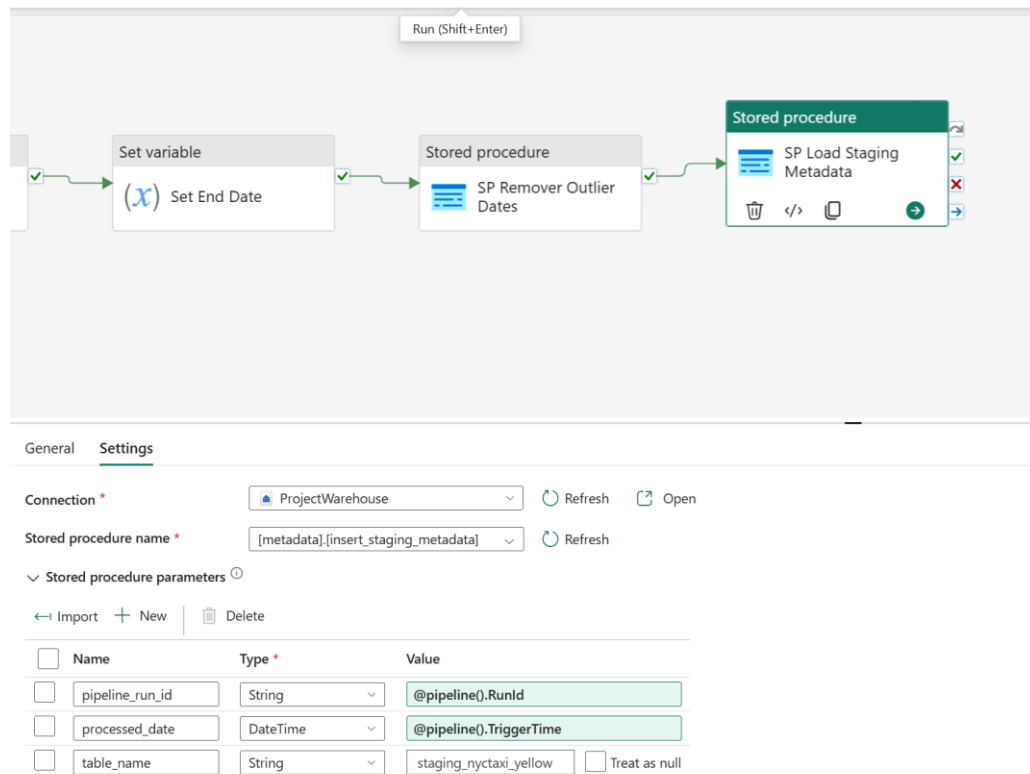 Run (Shift+Enter)
Set variable
(x) Set End Date
Stored procedure
SP Remover Outlier
Dates
Stored procedure
SP Load Staging
Metadata
General Settings
Connection * ProjectWarehouse Refresh Open
Stored procedure name * [metadata].[insert_staging_metadata] Refresh
Stored procedure parameters
Import New Delete
Name Type * Value
pipeline_run_id String @pipeline().RunId
processed_date DateTime @pipeline().TriggerTime
table_name String staging_nyctaxi_yellow Treat as null